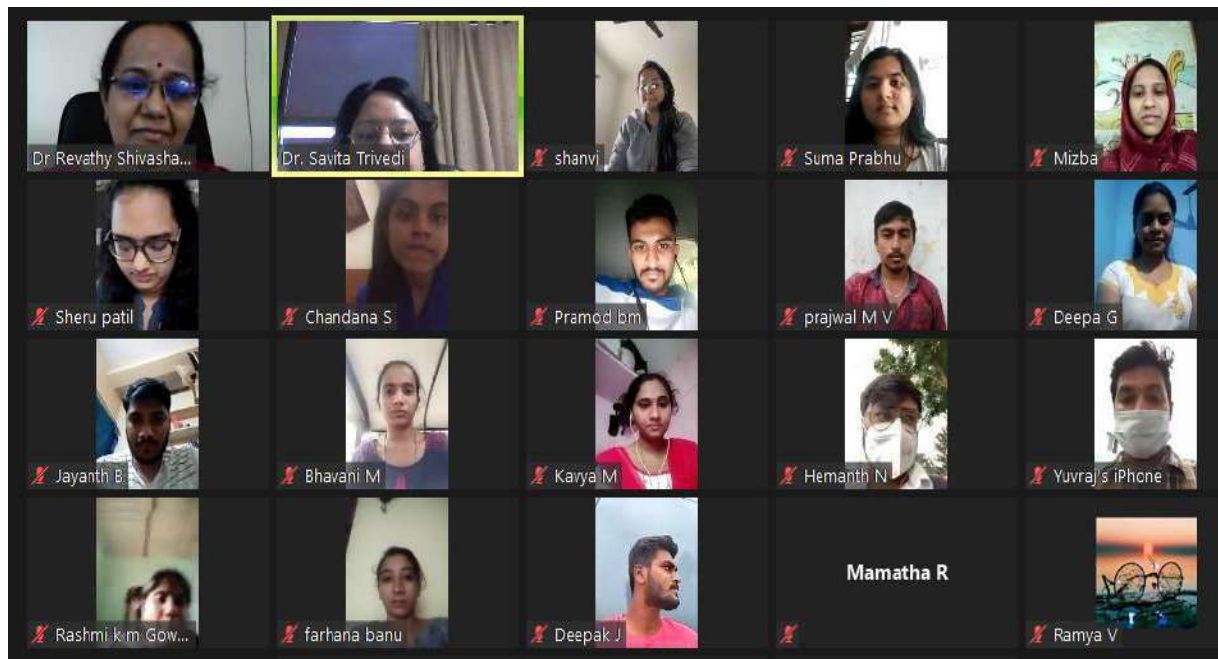 Dr Revathy Shivasha...
Dr. Savita Trivedi
shanvi
Suma Prabhu
Mizba
Sheru patil
Chandana S
Pramod bm
prajwal M V
Deepa G
Jayanth B
Bhavani M
Kavya M
Hemanth N
Yuvraj's iPhone
Rashmi k m Gow...
farhana banu
Deepak J
Mamatha R
Ramya V